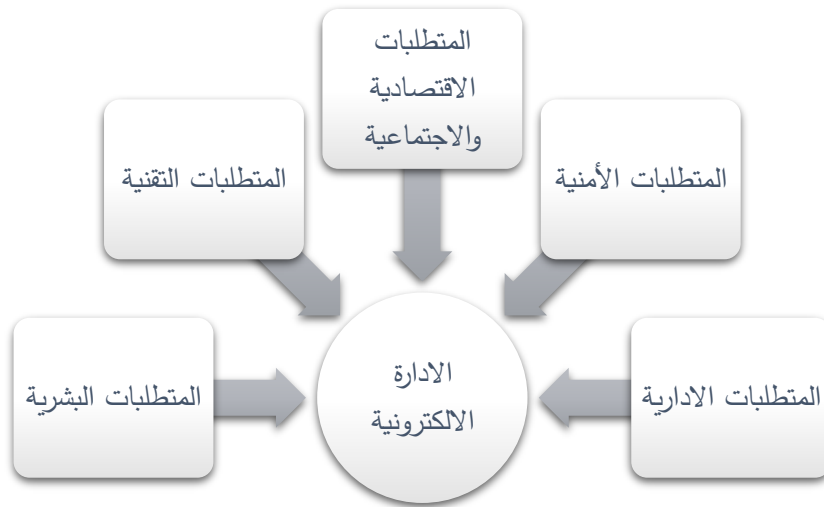 المتطلبات
الاقتصادية
والاجتماعية
المتطلبات الأمنية
المتطلبات التقنية
المتطلبات الادارية
الادارة
الالكترونية
المتطلبات البشرية